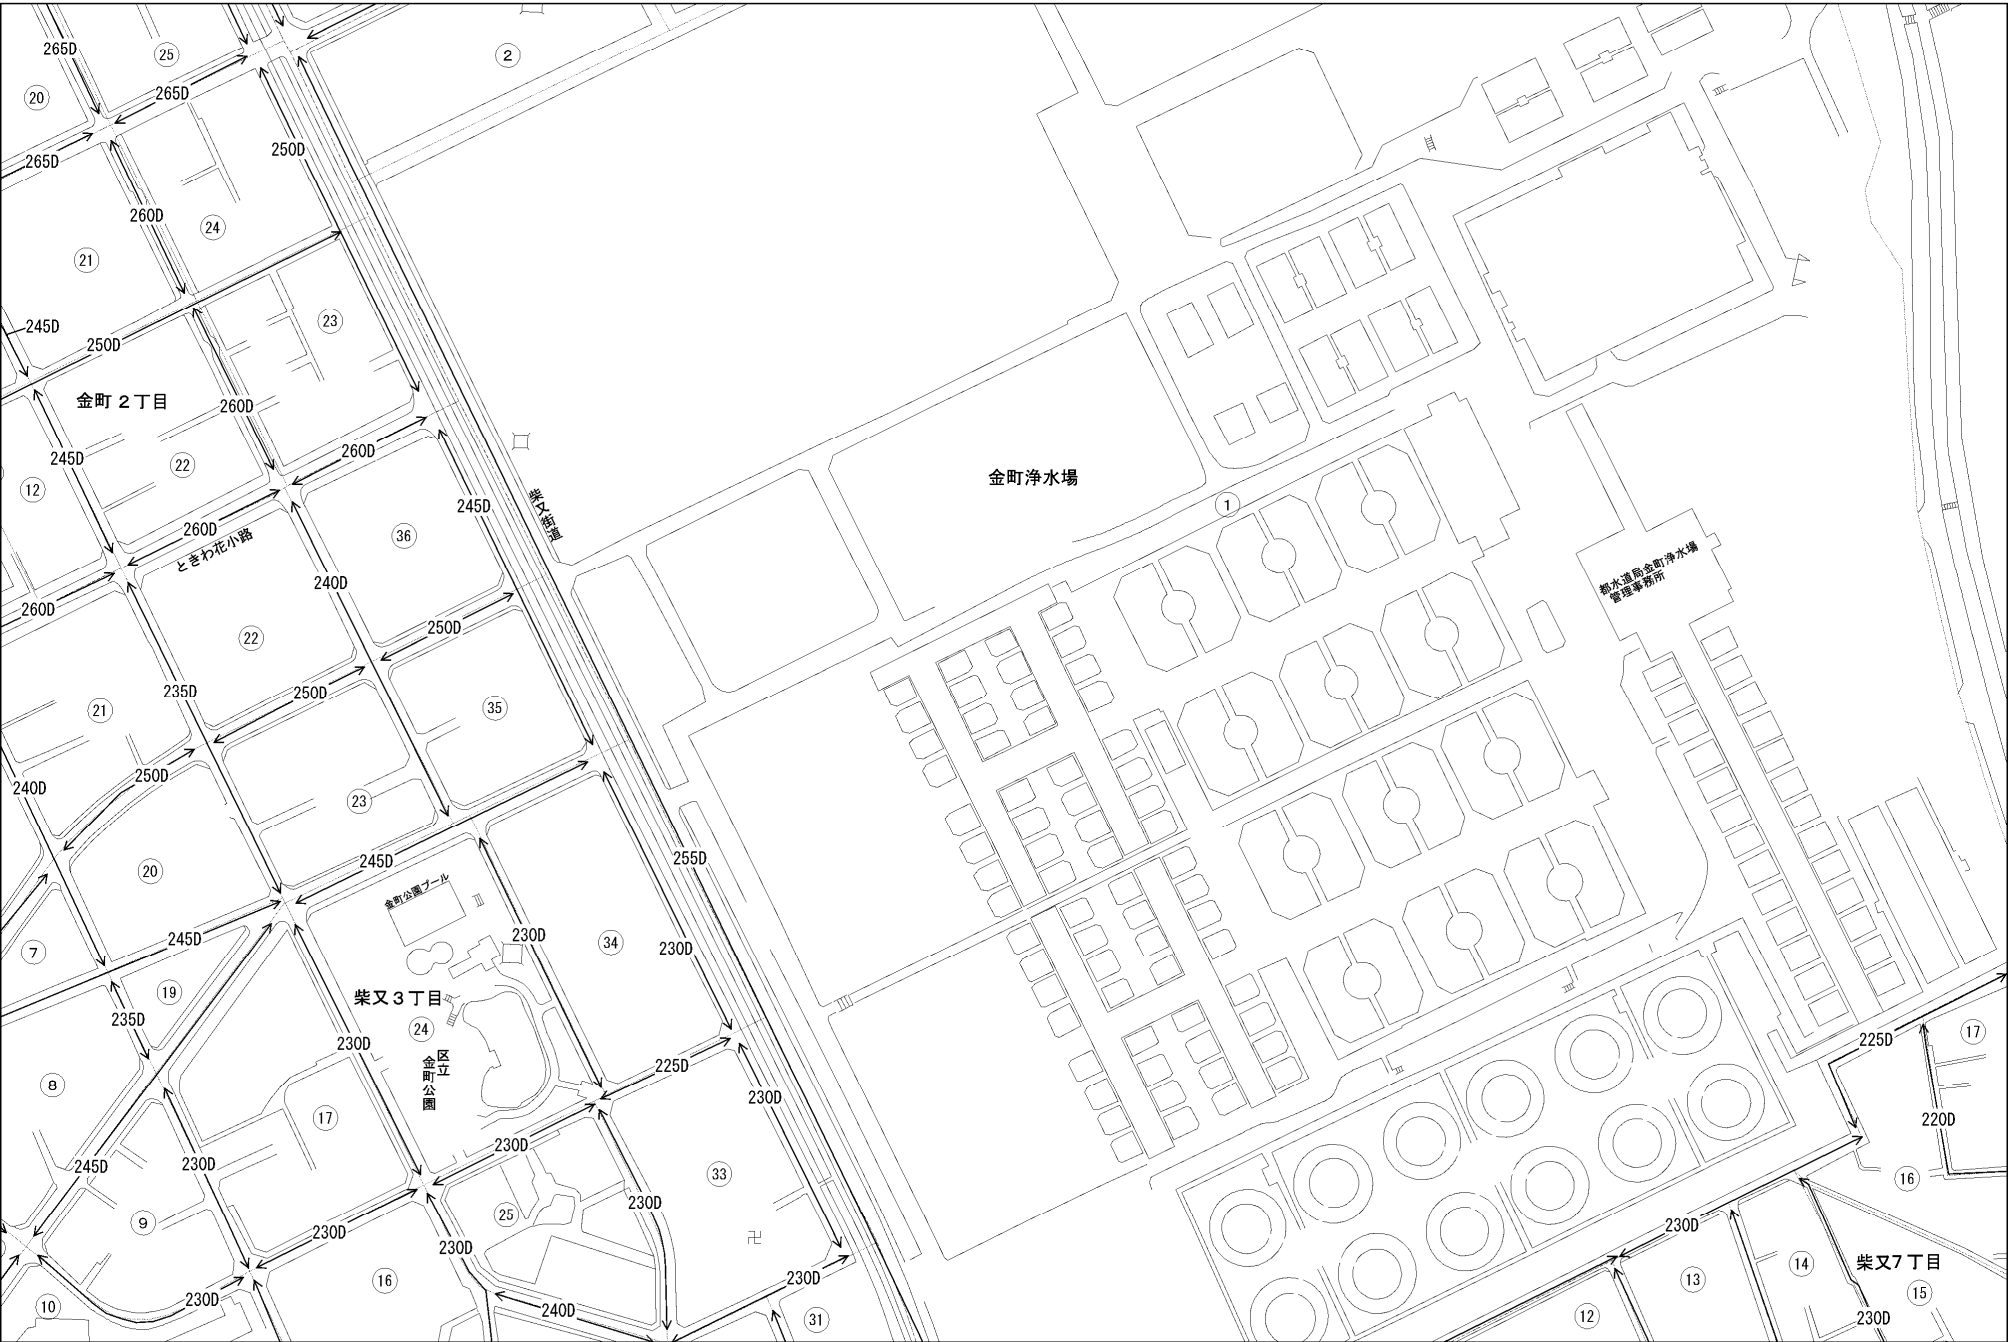 265D
25
2
20
265D
265D
250D
260D
24
21
245D
250D
23
金町2丁目
260D
245D
22
12
260D
金町浄水場
1
柴又街道
245D
260D
ときわ花小路
36
240D
260D
都水道局金町浄水場
管理事務所
22
250D
235D
250D
21
35
240D
250D
23
255D
20
245D
金町公園プール
7
245D
230D
34
230D
19
柴又3丁目
24
235D
230D
区立
金町公園
225D
225D
17
8
17
230D
220D
245D
230D
230D
33
16
9
25
230D
230D
230D
230D
230D
16
14
柴又7丁目
13
15
10
230D
240D
31
12
230D